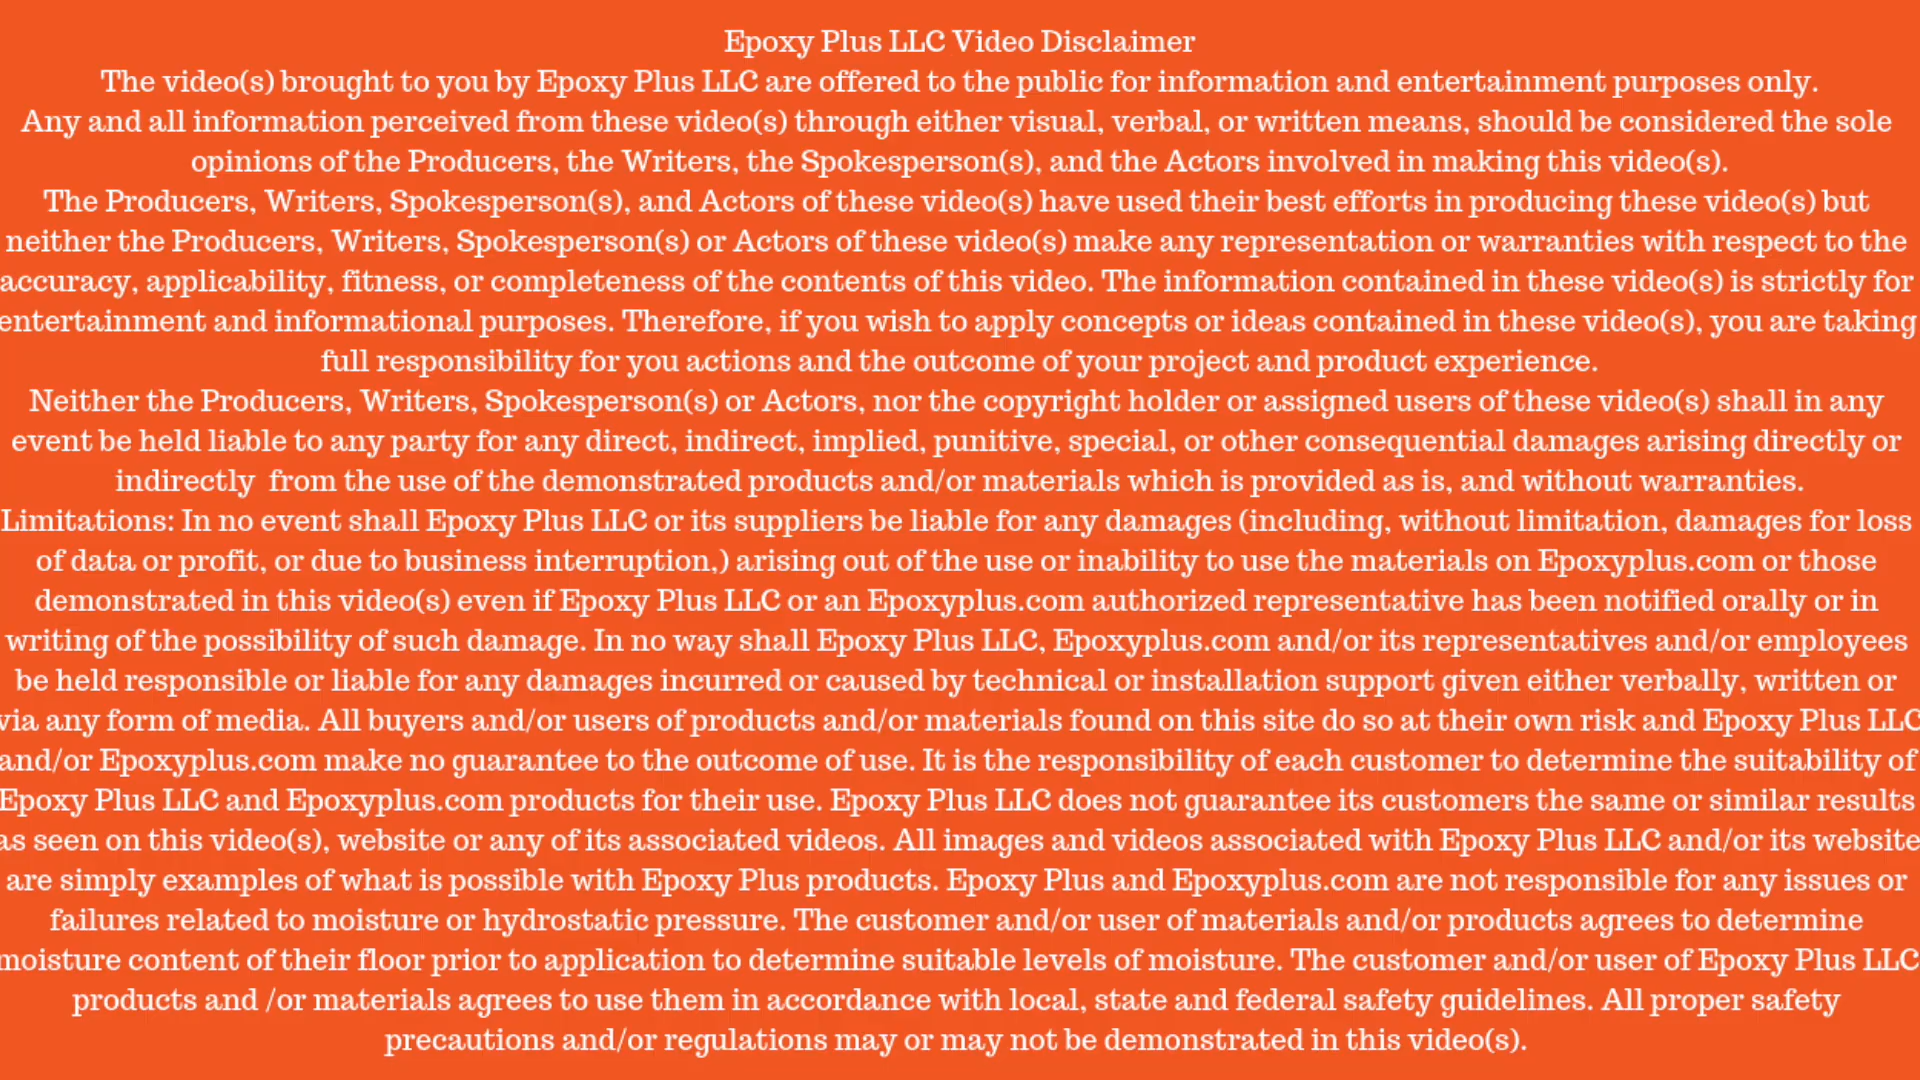 Epoxy Plus LLC Video Disclaimer
The video(s) brought to you by Epoxy Plus LLC are offered to the public for information and entertainment purposes only.
Any and all information perceived from these video(s) through either visual, verbal, or written means, should be considered the sole
opinions of the Producers, the Writers, the Spokesperson(s), and the Actors involved in making this video(s).
The Producers, Writers, Spokesperson(s), and Actors of these video(s) have used their best efforts in producing these video(s) but
neither the Producers, Writers, Spokesperson(s) or Actors of these video(s) make any representation or warranties with respect to the
accuracy, applicability, fitness, or completeness of the contents of this video. The information contained in these video(s) is strictly for
entertainment and informational purposes. Therefore, if you wish to apply concepts or ideas contained in these video(s), you are taking
full responsibility for you actions and the outcome of your project and product experience.
Neither the Producers, Writers, Spokesperson(s) or Actors, nor the copyright holder or assigned users of these video(s) shall in any
event be held liable to any party for any direct, indirect, implied, punitive, special, or other consequential damages arising directly or
indirectly  from the use of the demonstrated products and/or materials which is provided as is, and without warranties.
Limitations: In no event shall Epoxy Plus LLC or its suppliers be liable for any damages (including, without limitation, damages for loss
of data or profit, or due to business interruption,) arising out of the use or inability to use the materials on Epoxyplus.com or those
demonstrated in this video(s) even if Epoxy Plus LLC or an Epoxyplus.com authorized representative has been notified orally or in
writing of the possibility of such damage. In no way shall Epoxy Plus LLC, Epoxyplus.com and/or its representatives and/or employees
be held responsible or liable for any damages incurred or caused by technical or installation support given either verbally, written or
via any form of media. All buyers and/or users of products and/or materials found on this site do so at their own risk and Epoxy Plus LLC
and/or Epoxyplus.com make no guarantee to the outcome of use. It is the responsibility of each customer to determine the suitability of
Epoxy Plus LLC and Epoxyplus.com products for their use. Epoxy Plus LLC does not guarantee its customers the same or similar results
as seen on this video(s), website or any of its associated videos. All images and videos associated with Epoxy Plus LLC and/or its website
are simply examples of what is possible with Epoxy Plus products. Epoxy Plus and Epoxyplus.com are not responsible for any issues or
failures related to moisture or hydrostatic pressure. The customer and/or user of materials and/or products agrees to determine
moisture content of their floor prior to application to determine suitable levels of moisture. The customer and/or user of Epoxy Plus LLC
products and /or materials agrees to use them in accordance with local, state and federal safety guidelines. All proper safety
precautions and/or regulations may or may not be demonstrated in this video(s).